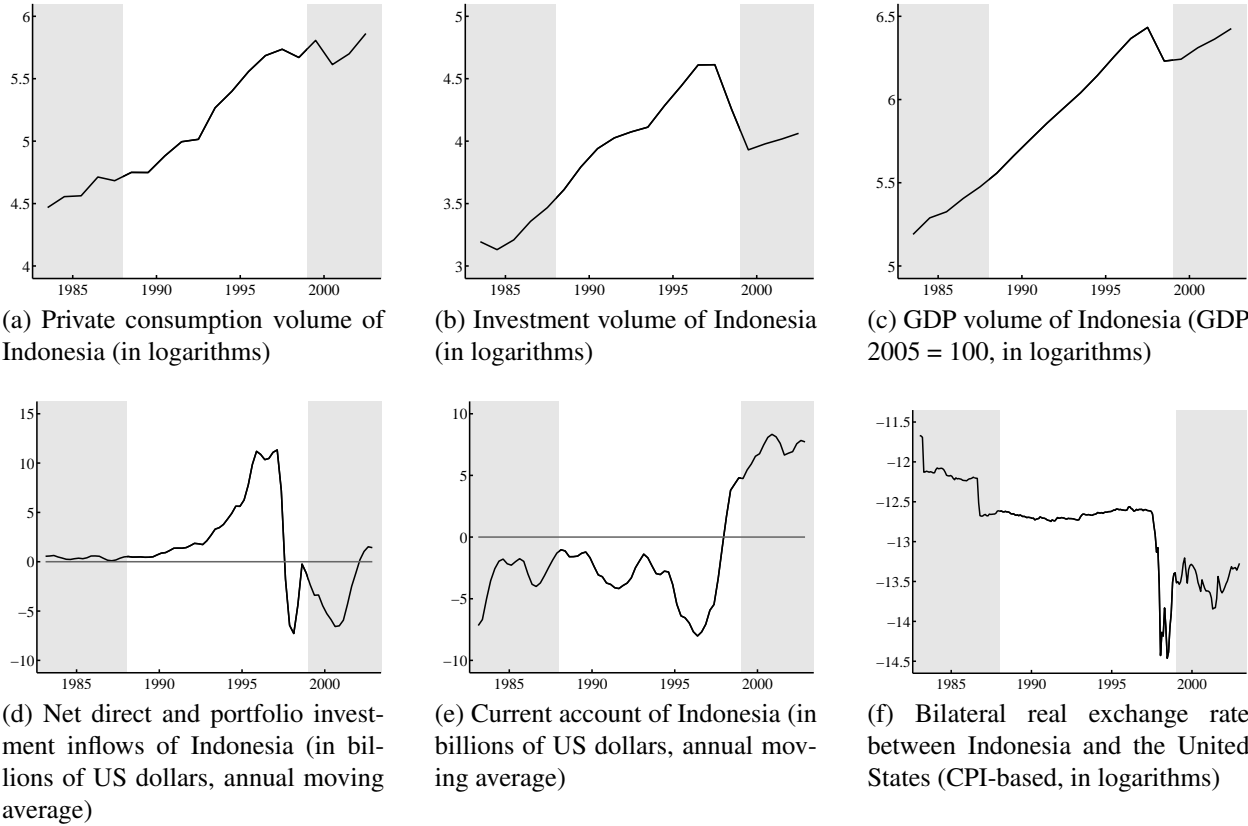 6
5.5
5
4.5
4
1985 1990 1995 2000
(a) Private consumption volume of
Indonesia (in logarithms)
5
4.5
4
3.5
3
1985 1990 1995 2000
(b) Investment volume of Indonesia
(in logarithms)
6.5
6
5.5
5
1985 1990 1995 2000
(c) GDP volume of Indonesia (GDP
2005 = 100, in logarithms)
15
10
5
0
−5
−10
1985 1990 1995 2000
(d) Net direct and portfolio invest-
ment inflows of Indonesia (in bil-
lions of US dollars, annual moving
average)
10
5
0
−5
−10
1985 1990 1995 2000
(e) Current account of Indonesia (in
billions of US dollars, annual mov-
ing average)
−11.5
−12
−12.5
−13
−13.5
−14
−14.5
1985 1990 1995 2000
(f) Bilateral real exchange rate
between Indonesia and the United
States (CPI-based, in logarithms)